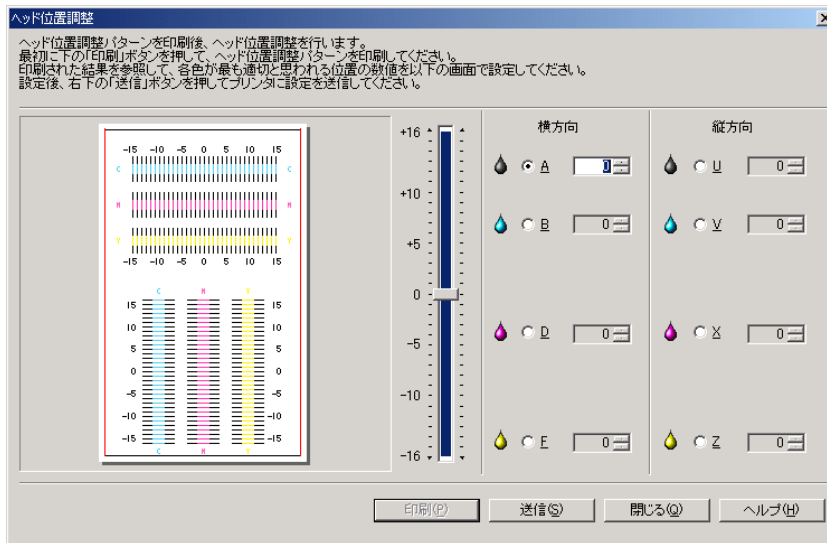 ヘッド位置調整
ヘッド位置調整パターンを印刷後、ヘッド位置調整を行います。
最初に下の「印刷」ボタンを押して、ヘッド位置調整パターンを印刷してください。
印刷された結果を参照して、各色が最も適切と思われる位置の数値を以下の画面で設定してください。
設定後、右下の「送信」ボタンを押してプリンタに設定を送信してください。
-15 -10 -5 0 5 10 15
C C
M M
Y Y
-15 -10 -5 0 5 10 15
C M Y
15 15
10 10
5 5
0 0
-5 -5
-10 -10
-15 -15
C M Y
+16
+10
+5
0
-5
-10
-16
横方向 縦方向
A 0 U 0
B 0 V 0
D 0 X 0
F 0 Z 0
印刷(P) 送信(S) 閉じる(Q) ヘルプ(H)